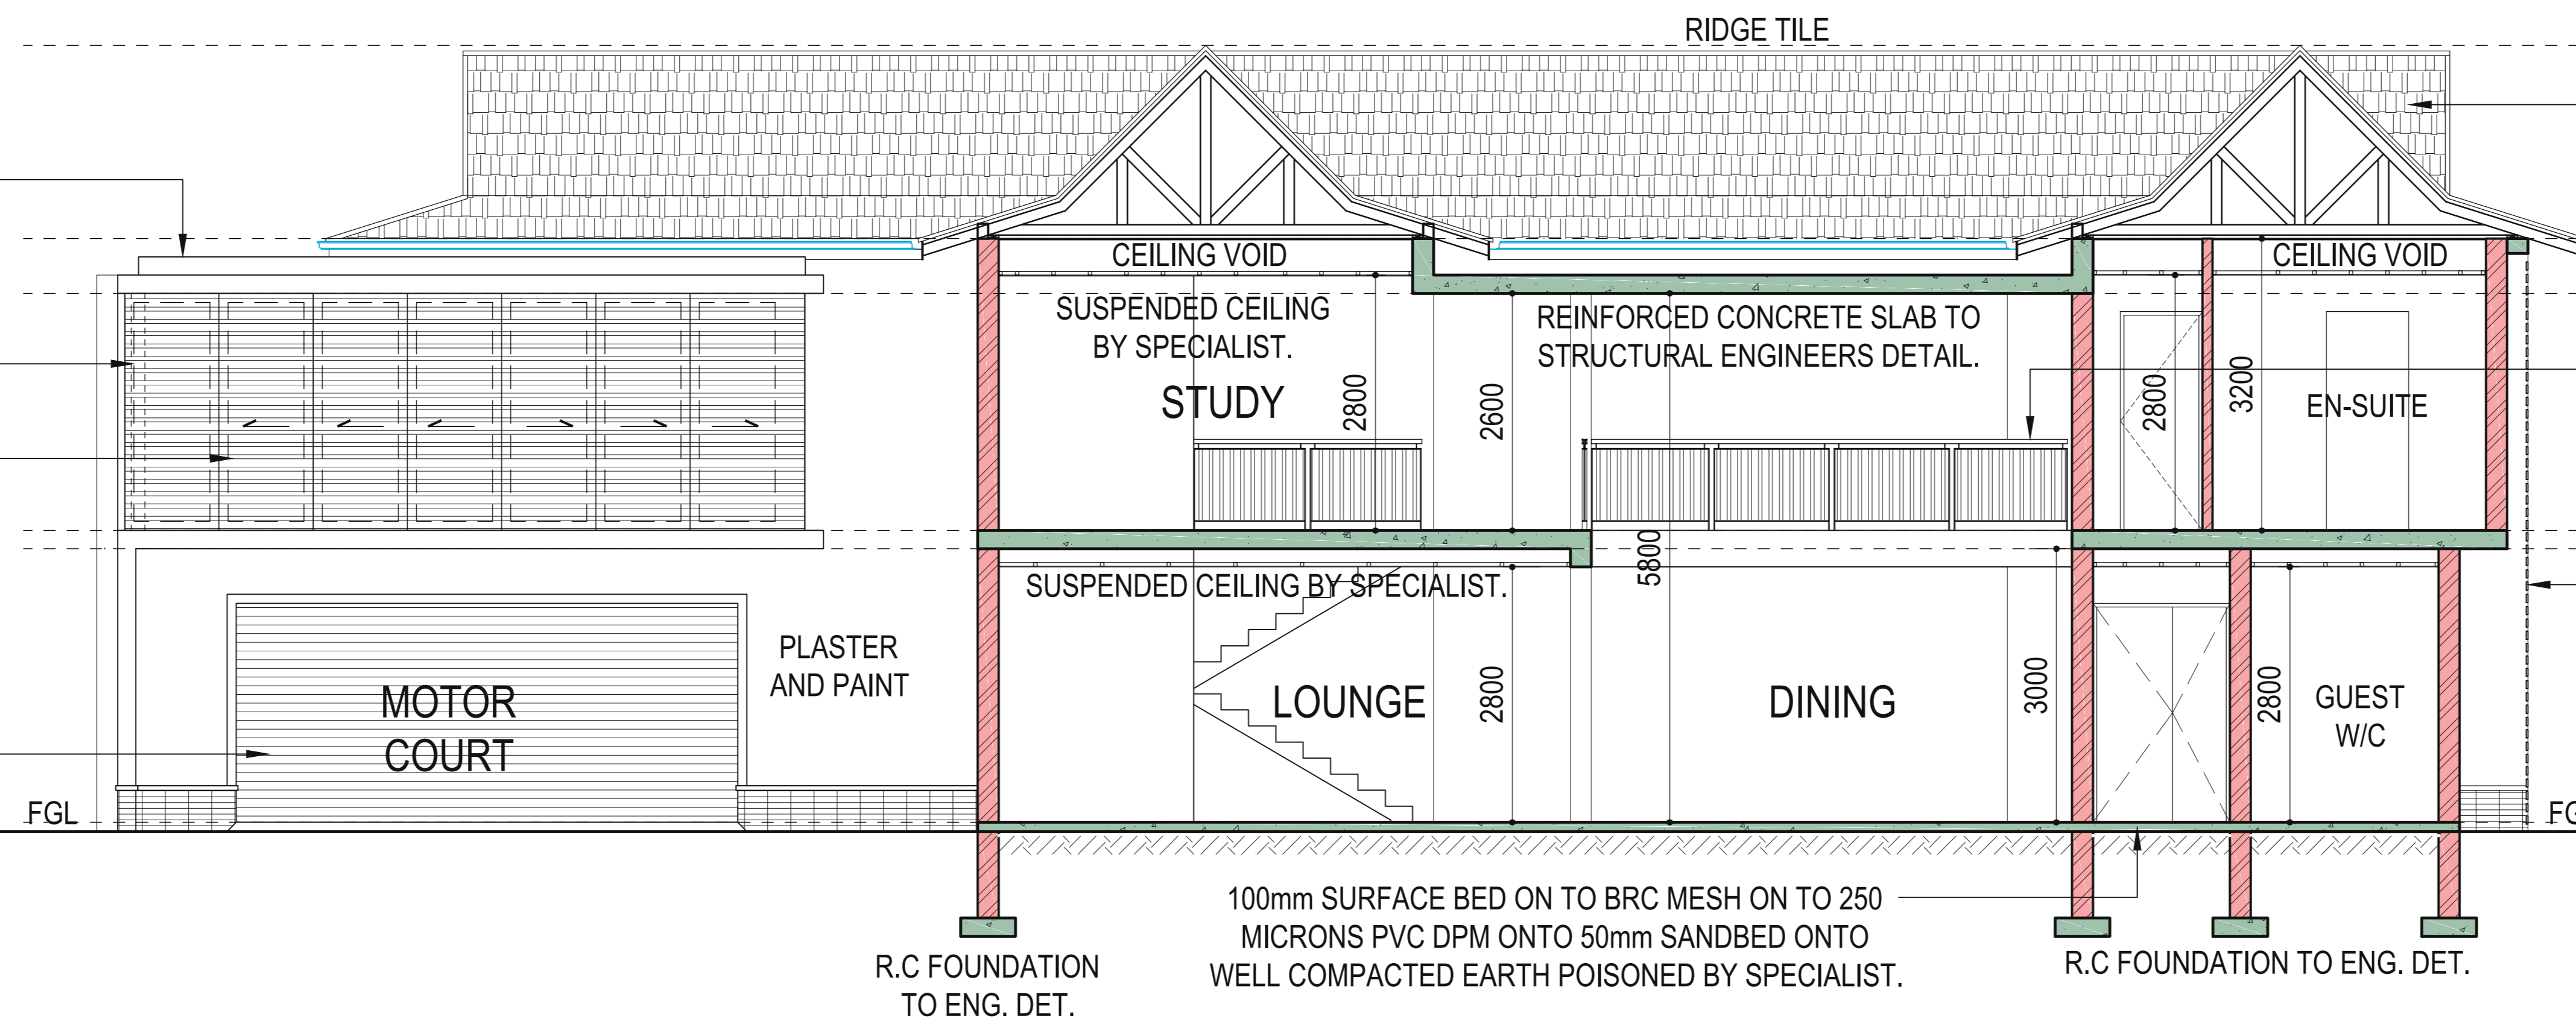 RIDGE TILE
CEILING VOID
CEILING VOID
SUSPENDED CEILING
BY SPECIALIST.
REINFORCED CONCRETE SLAB TO
STRUCTURAL ENGINEERS DETAIL.
STUDY
2800
2600
2800
3200
EN-SUITE
5800
SUSPENDED CEILING BY SPECIALIST.
PLASTER
AND PAINT
MOTOR
COURT
LOUNGE
2800
DINING
3000
2800
GUEST
W/C
FGL
FG
100mm SURFACE BED ON TO BRC MESH ON TO 250
MICRONS PVC DPM ONTO 50mm SANDBED ONTO
WELL COMPACTED EARTH POISONED BY SPECIALIST.
R.C FOUNDATION
TO ENG. DET.
R.C FOUNDATION TO ENG. DET.